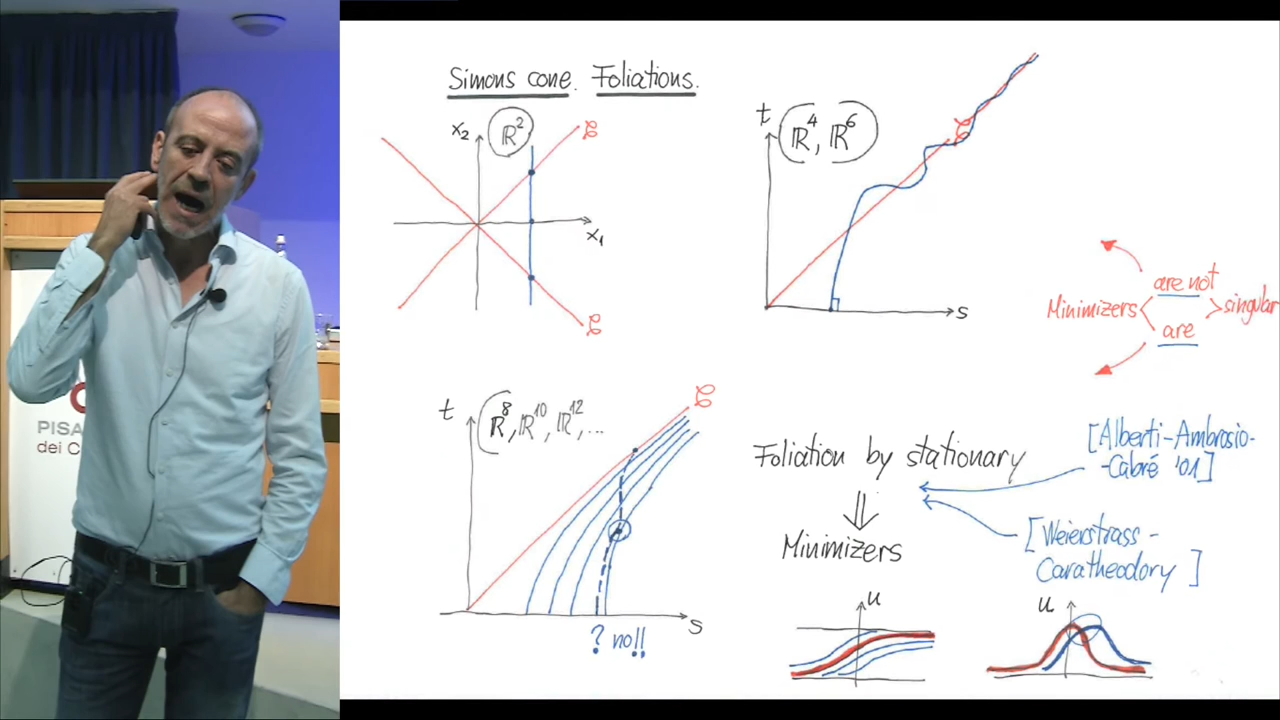 Simons cone. Foliations.
x₂
ℝ²
𝓛
x₁
𝓛
t
(ℝ⁴, ℝ⁶)
𝓛
s
are not
Minimizers < > singular
are
t
(ℝ⁸, ℝ¹⁰, ℝ¹², ...
𝓛
s
? no!!
Foliation by stationary
⇓
Minimizers
[Alberti-Ambrosio-
-Cabré '01]
[Weierstrass-
Caratheodory]
u
u
PISA
dei C